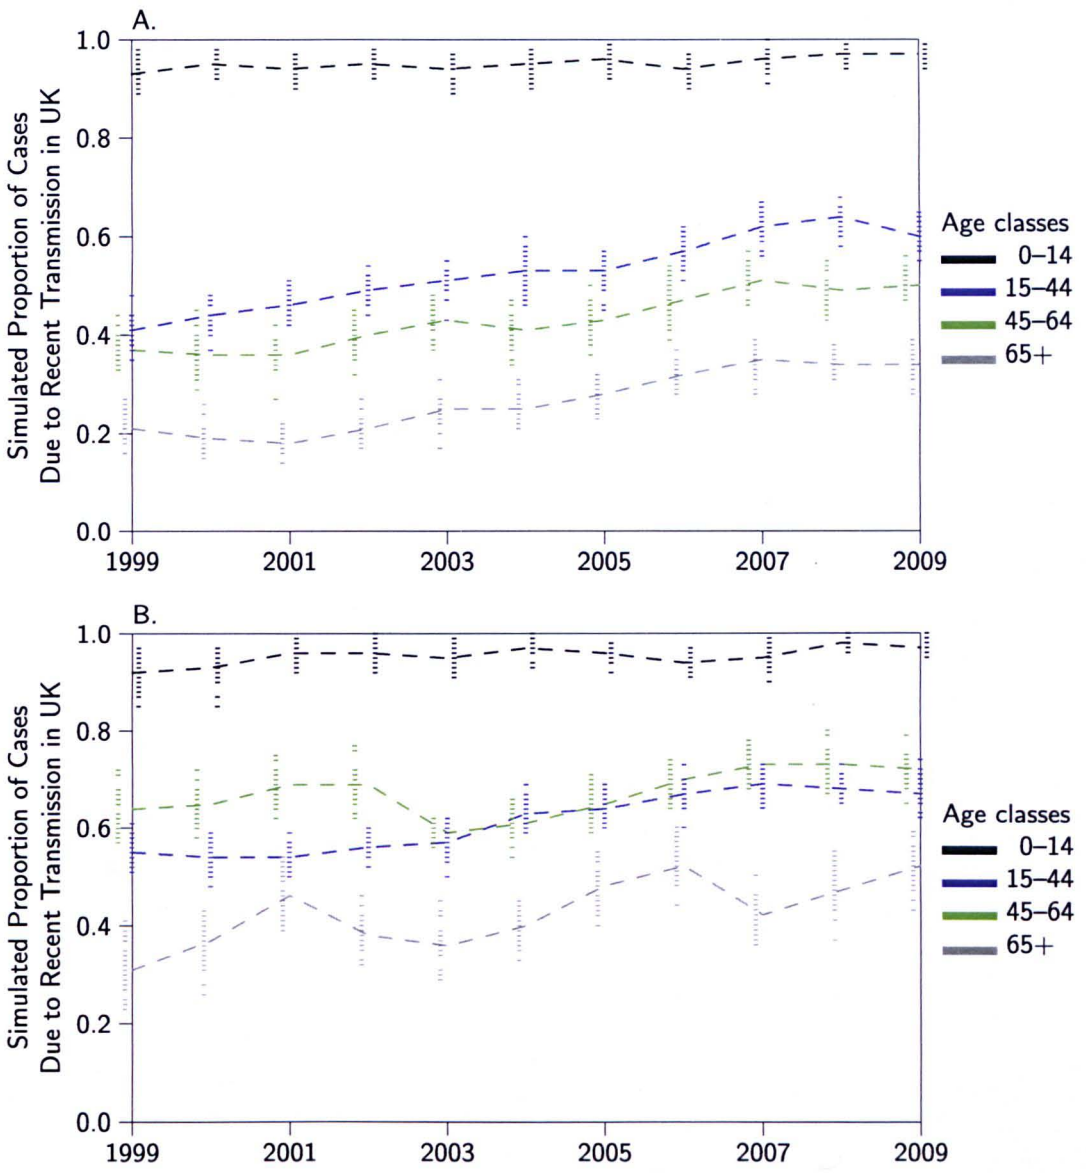 A.
1.0
0.8
0.6
0.4
0.2
0.0
Simulated Proportion of Cases
Due to Recent Transmission in UK
1999 2001 2003 2005 2007 2009
Age classes
0–14
15–44
45–64
65+
B.
1.0
0.8
0.6
0.4
0.2
0.0
Simulated Proportion of Cases
Due to Recent Transmission in UK
1999 2001 2003 2005 2007 2009
Age classes
0–14
15–44
45–64
65+